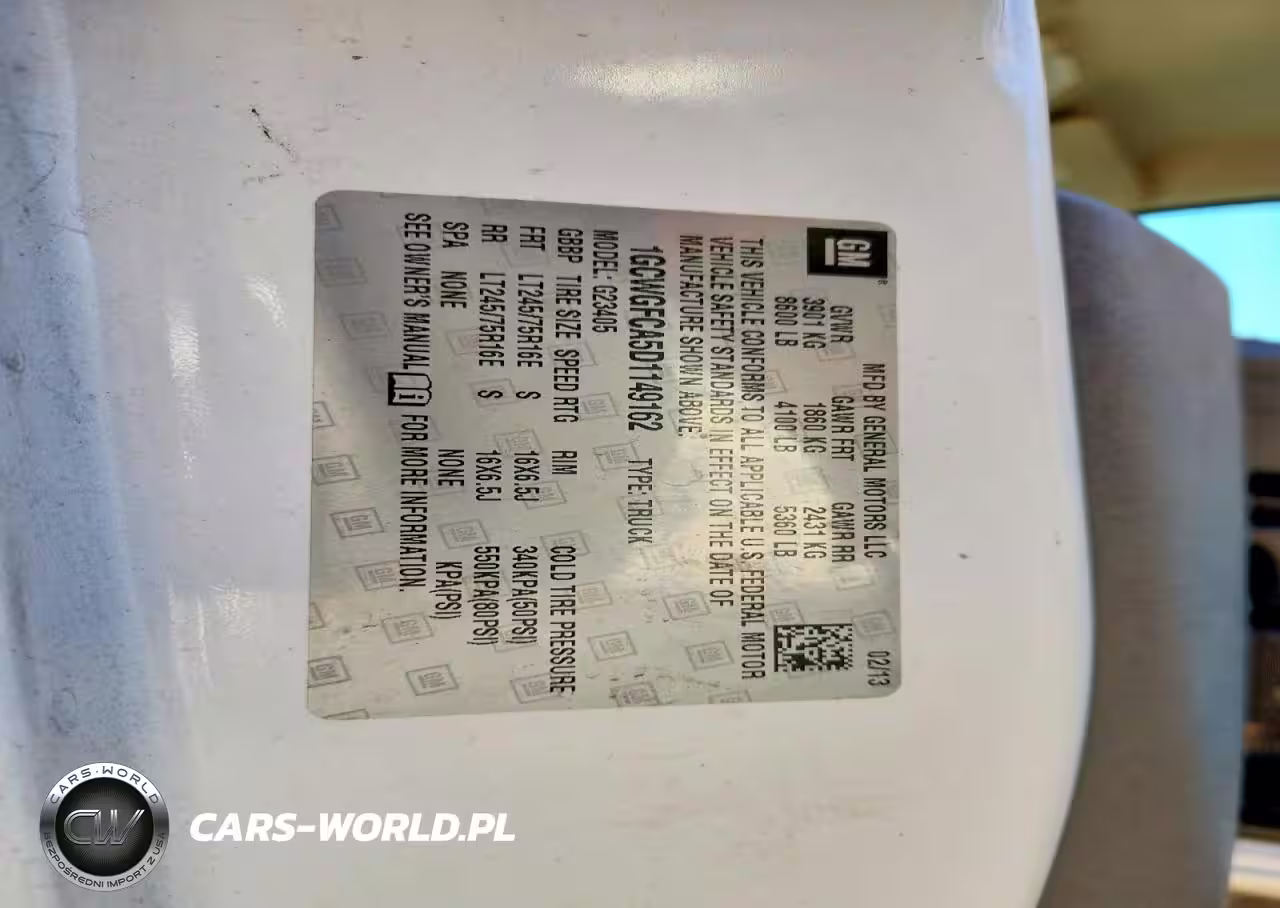 GM
MFD BY GENERAL MOTORS LLC 02/13
GVWR GAWR FRT GAWR RR
3901 KG 1860 KG 2431 KG
8600 LB 4100 LB 5360 LB
THIS VEHICLE CONFORMS TO ALL APPLICABLE U.S. FEDERAL MOTOR
VEHICLE SAFETY STANDARDS IN EFFECT ON THE DATE OF
MANUFACTURE SHOWN ABOVE.
1GCWGFCA5D1149162 TYPE: TRUCK
MODEL: G23405
GBBP TIRE SIZE SPEED RTG RIM COLD TIRE PRESSURE
FRT LT245/75R16E S 16X6.5J 340KPA(50PSI)
RR LT245/75R16E S 16X6.5J 550KPA(80PSI)
SPA NONE NONE KPA(PSI)
SEE OWNER'S MANUAL FOR MORE INFORMATION.
CARS-WORLD
CW
BEZPOŚREDNI IMPORT Z USA
CARS-WORLD.PL